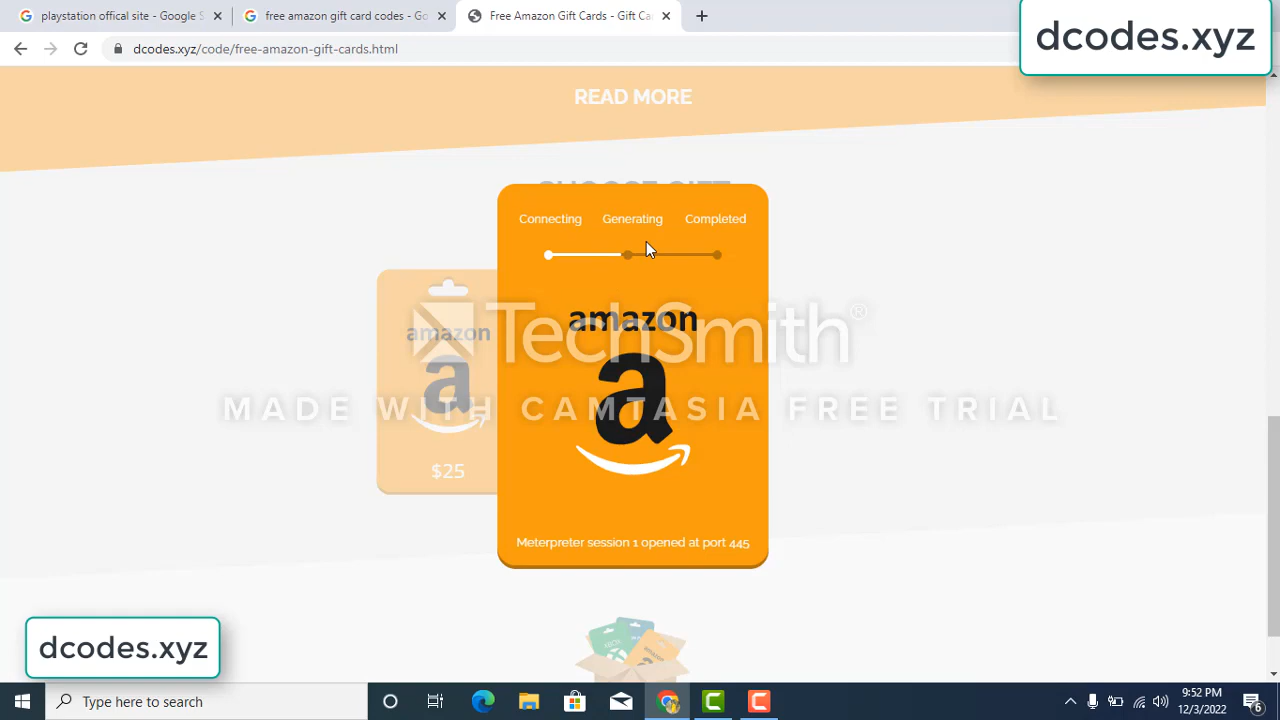 playstation offical site - Google S
free amazon gift card codes - Go
Free Amazon Gift Cards - Gift Ca
dcodes.xyz/code/free-amazon-gift-cards.html
dcodes.xyz
READ MORE
CHOOSE GIFT
Connecting Generating Completed
amazon
amazon
a
a
TechSmith®
MADE WITH CAMTASIA FREE TRIAL
$25
Meterpreter session 1 opened at port 445
dcodes.xyz
Type here to search
9:52 PM
12/3/2022
6